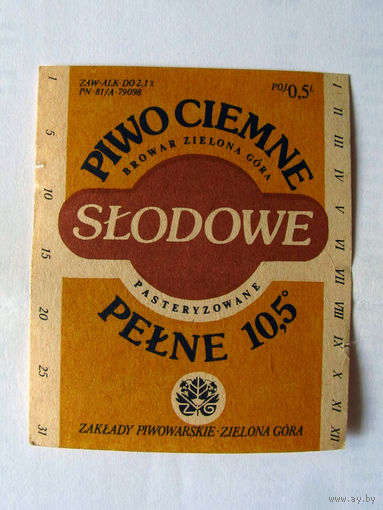 ZAW·ALK·DO 2,1%
PN-81/A-79098
POJ. 0,5 L
PIWO CIEMNE
BROWAR ZIELONA GÓRA
SŁODOWE
PASTERYZOWANE
PEŁNE 10,5°
ZAKŁADY PIWOWARSKIE · ZIELONA GÓRA
1
5
10
15
20
25
31
I
II
III
IV
V
VI
VII
VIII
IX
X
XI
XII
http://www.ay.by